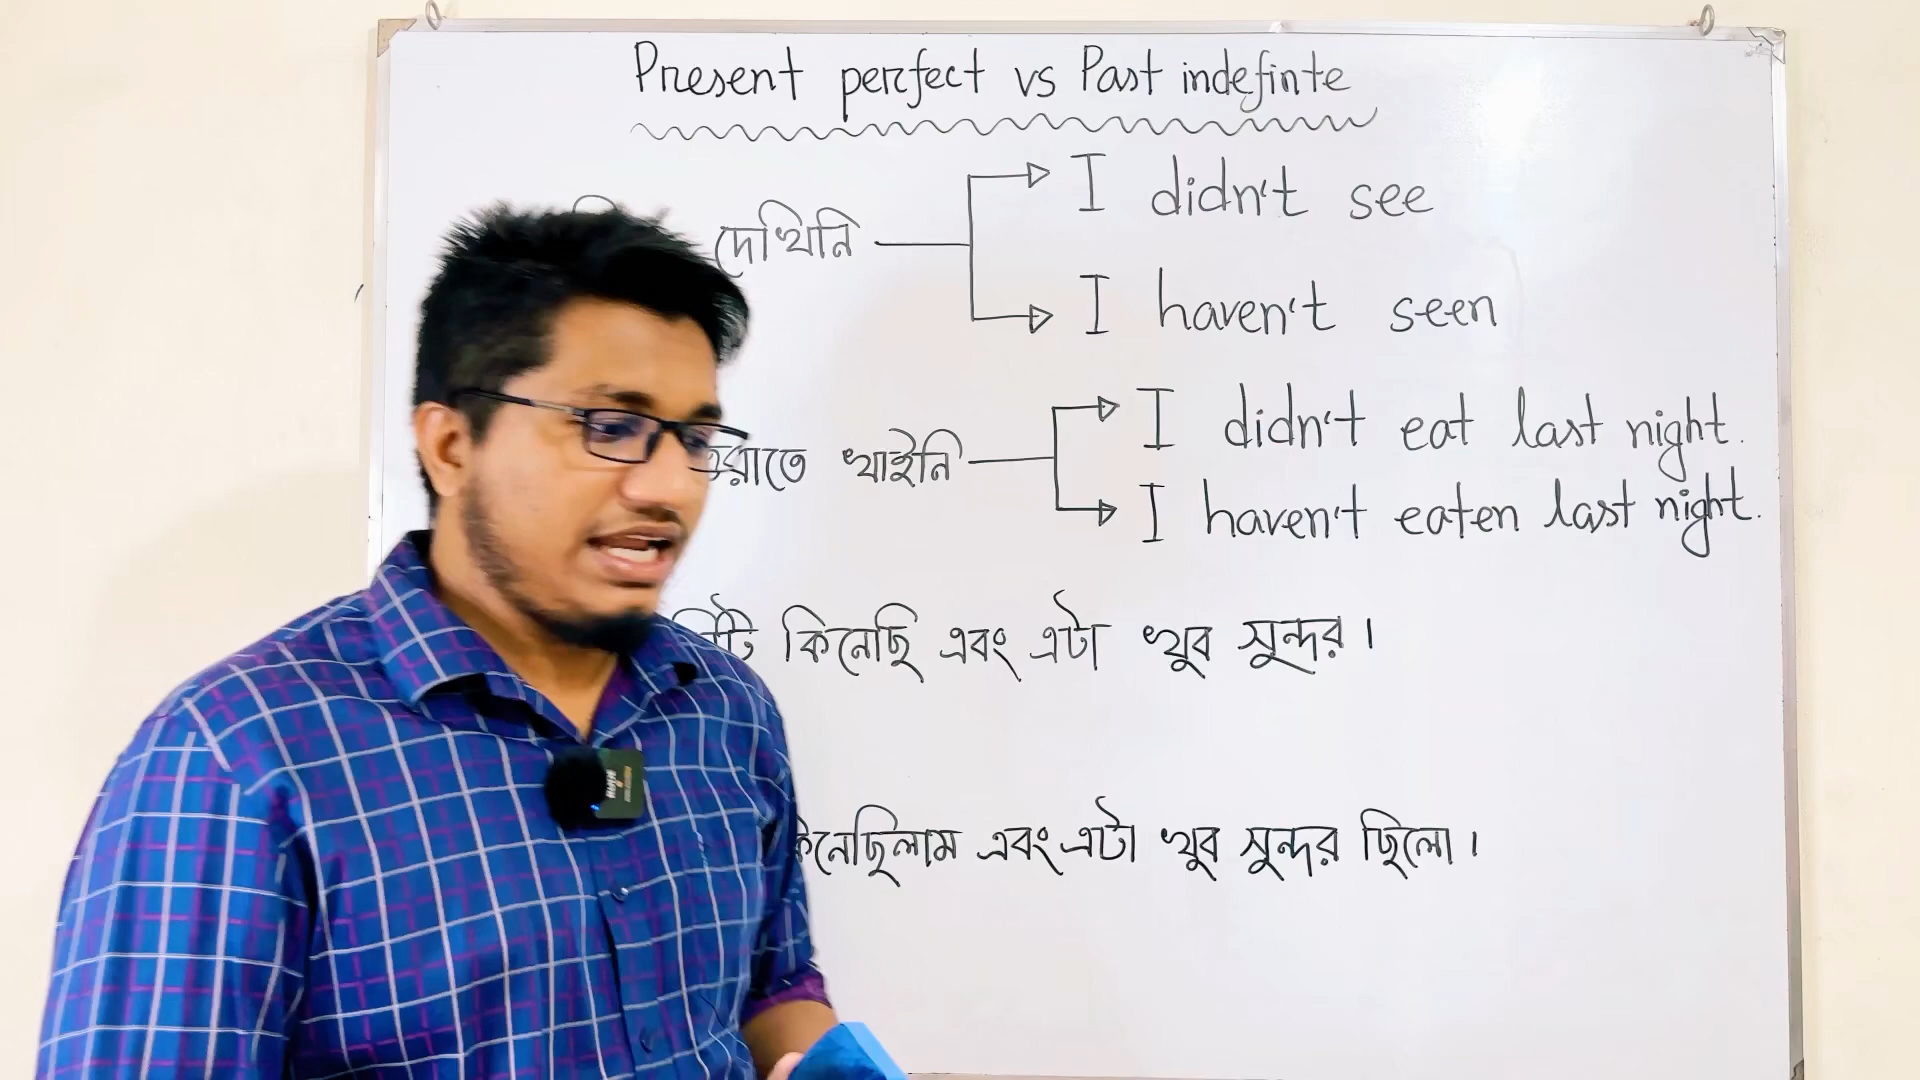 Present perfect vs Past indefinte
দেখিনি
I didn't see
I haven't seen
খাইনি
I didn't eat last night.
I haven't eaten last night.
কিনেছি এবং এটা খুব সুন্দর।
এবং এটা খুব সুন্দর ছিলো।